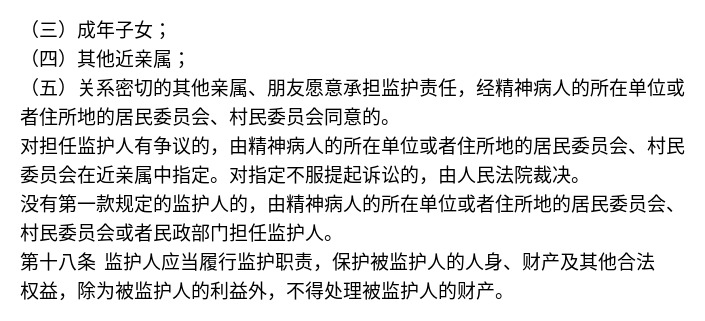 （三）成年子女；
（四）其他近亲属；
（五）关系密切的其他亲属、朋友愿意承担监护责任，经精神病人的所在单位或
者住所地的居民委员会、村民委员会同意的。
对担任监护人有争议的，由精神病人的所在单位或者住所地的居民委员会、村民
委员会在近亲属中指定。对指定不服提起诉讼的，由人民法院裁决。
没有第一款规定的监护人的，由精神病人的所在单位或者住所地的居民委员会、
村民委员会或者民政部门担任监护人。
第十八条 监护人应当履行监护职责，保护被监护人的人身、财产及其他合法
权益，除为被监护人的利益外，不得处理被监护人的财产。